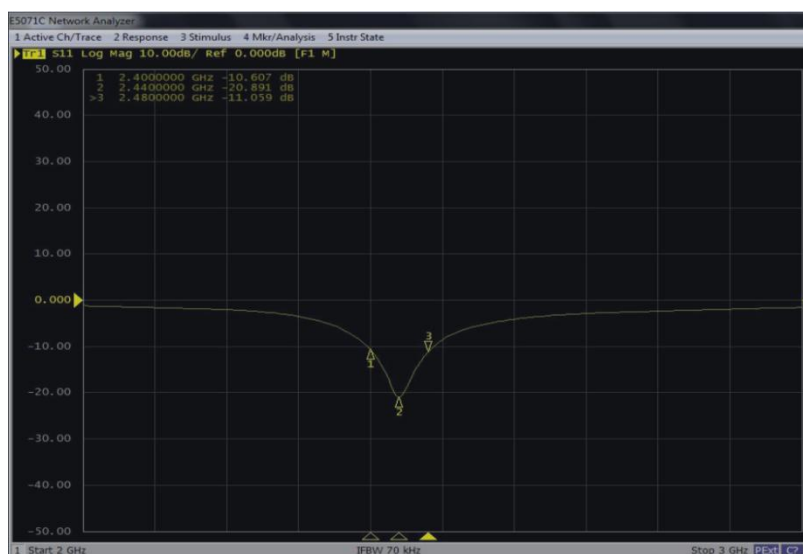 E5071C Network Analyzer
1 Active Ch/Trace 2 Response 3 Stimulus 4 Mkr/Analysis 5 Instr State
Tr1 S11 Log Mag 10.00dB/ Ref 0.000dB [F1 M]
50.00
1 2.4000000 GHz -10.607 dB
2 2.4400000 GHz -20.891 dB
>3 2.4800000 GHz -11.059 dB
40.00
30.00
20.00
10.00
0.000
3
-10.00
1
-20.00
2
-30.00
-40.00
-50.00
1 Start 2 GHz IFBW 70 kHz Stop 3 GHz PExt C?